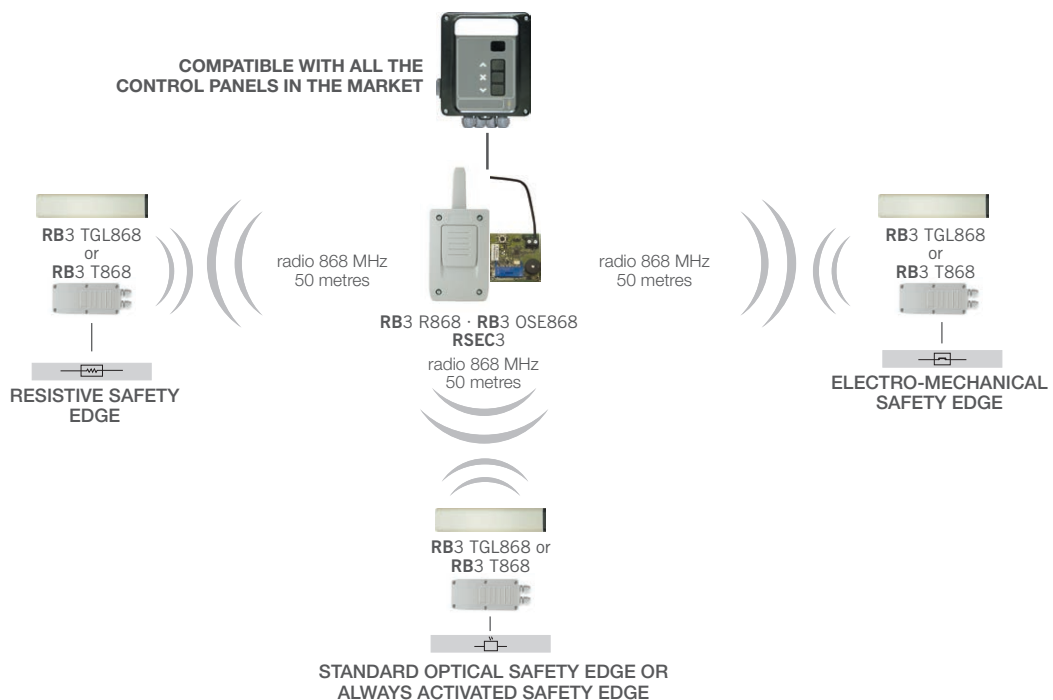 COMPATIBLE WITH ALL THE
CONTROL PANELS IN THE MARKET
RB3 TGL868
or
RB3 T868
RESISTIVE SAFETY
EDGE
radio 868 MHz
50 metres
RB3 R868 · RB3 OSE868
RSEC3
radio 868 MHz
50 metres
radio 868 MHz
50 metres
RB3 TGL868
or
RB3 T868
ELECTRO-MECHANICAL
SAFETY EDGE
RB3 TGL868 or
RB3 T868
STANDARD OPTICAL SAFETY EDGE OR
ALWAYS ACTIVATED SAFETY EDGE